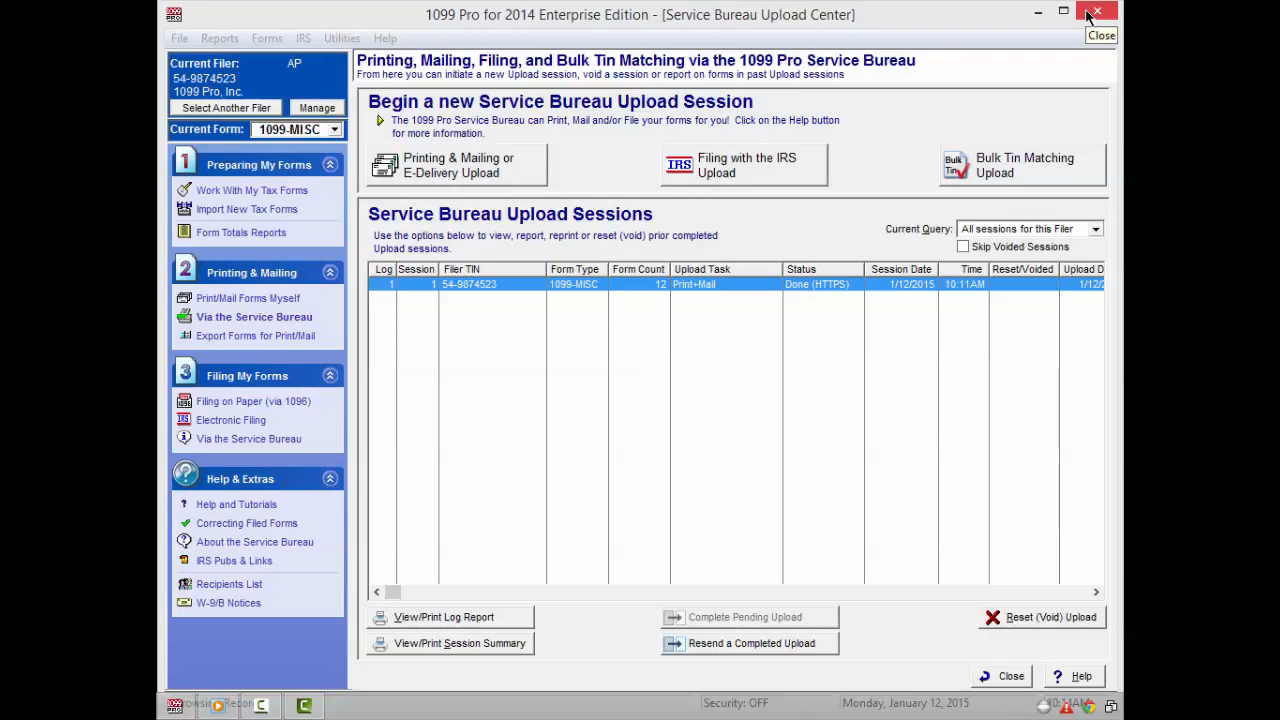 1099 Pro for 2014 Enterprise Edition - [Service Bureau Upload Center]
Close
File Reports Forms IRS Utilities Help
Current Filer: AP
54-9874523
1099 Pro, Inc.
Select Another Filer Manage
Current Form: 1099-MISC
1 Preparing My Forms
Work With My Tax Forms
Import New Tax Forms
Form Totals Reports
2 Printing & Mailing
Print/Mail Forms Myself
Via the Service Bureau
Export Forms for Print/Mail
3 Filing My Forms
Filing on Paper (via 1096)
IRS Electronic Filing
Via the Service Bureau
? Help & Extras
? Help and Tutorials
Correcting Filed Forms
? About the Service Bureau
IRS Pubs & Links
Recipients List
W-9/B Notices
Printing, Mailing, Filing, and Bulk Tin Matching via the 1099 Pro Service Bureau
From here you can initiate a new Upload session, void a session or report on forms in past Upload sessions
Begin a new Service Bureau Upload Session
The 1099 Pro Service Bureau can Print, Mail and/or File your forms for you! Click on the Help button
for more information.
Printing & Mailing or
E-Delivery Upload
IRS Filing with the IRS
Upload
Bulk Tin Bulk Tin Matching
Upload
Service Bureau Upload Sessions
Use the options below to view, report, reprint or reset (void) prior completed
Upload sessions.
Current Query: All sessions for this Filer
Skip Voided Sessions
Log Session Filer TIN Form Type Form Count Upload Task Status Session Date Time Reset/Voided Upload D
1 1 54-9874523 1099-MISC 12 Print+Mail Done (HTTPS) 1/12/2015 10:11AM 1/12/2
View/Print Log Report Complete Pending Upload Reset (Void) Upload
View/Print Session Summary Resend a Completed Upload
Close ? Help
Security: OFF Monday, January 12, 2015